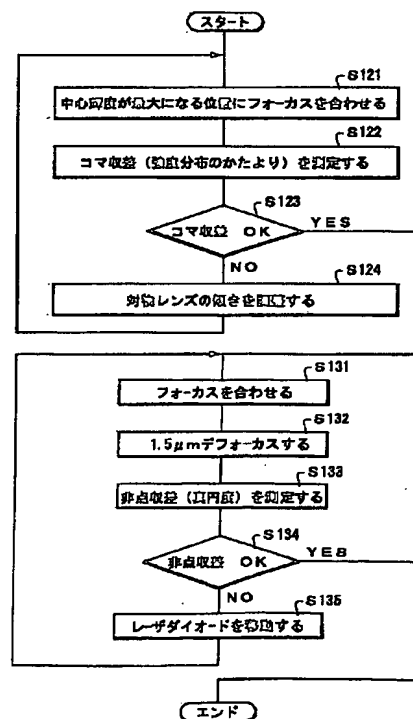 スタート
S121
中心輝度が最大になる位置にフォーカスを合わせる
S122
コマ収差（強度分布のかたより）を測定する
S123
コマ収差 OK
YES
NO
S124
対物レンズの傾きを調整する
S131
フォーカスを合わせる
S132
1.5μmデフォーカスする
S133
非点収差（真円度）を測定する
S134
非点収差 OK
YES
NO
S135
レーザダイオードを移動する
エンド